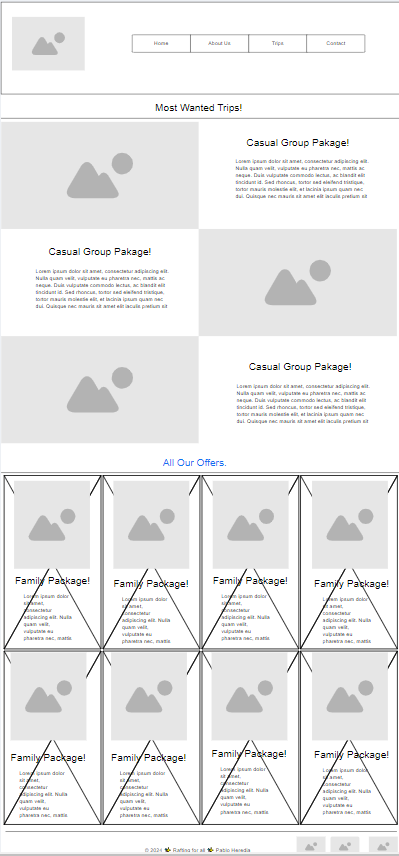 Home About Us Trips Contact
Most Wanted Trips!
Casual Group Pakage!
Lorem ipsum dolor sit amet, consectetur adipiscing elit.
Nulla quam velit, vulputate eu pharetra nec, mattis ac
neque. Duis vulputate commodo lectus, ac blandit elit
tincidunt id. Sed rhoncus, tortor sed eleifend tristique,
tortor mauris molestie elit, et lacinia ipsum quam nec
dui. Quisque nec mauris sit amet elit iaculis pretium sit
Casual Group Pakage!
Lorem ipsum dolor sit amet, consectetur adipiscing elit.
Nulla quam velit, vulputate eu pharetra nec, mattis ac
neque. Duis vulputate commodo lectus, ac blandit elit
tincidunt id. Sed rhoncus, tortor sed eleifend tristique,
tortor mauris molestie elit, et lacinia ipsum quam nec
dui. Quisque nec mauris sit amet elit iaculis pretium sit
Casual Group Pakage!
Lorem ipsum dolor sit amet, consectetur adipiscing elit.
Nulla quam velit, vulputate eu pharetra nec, mattis ac
neque. Duis vulputate commodo lectus, ac blandit elit
tincidunt id. Sed rhoncus, tortor sed eleifend tristique,
tortor mauris molestie elit, et lacinia ipsum quam nec
dui. Quisque nec mauris sit amet elit iaculis pretium sit
All Our Offers.
Family Package!
Lorem ipsum dolor
sit amet,
consectetur
adipiscing elit. Nulla
quam velit,
vulputate eu
pharetra nec, mattis
Family Package!
Lorem ipsum dolor
sit amet,
consectetur
adipiscing elit. Nulla
quam velit,
vulputate eu
pharetra nec, mattis
Family Package!
Lorem ipsum dolor
sit amet,
consectetur
adipiscing elit. Nulla
quam velit,
vulputate eu
pharetra nec, mattis
Family Package!
Lorem ipsum dolor
sit amet,
consectetur
adipiscing elit. Nulla
quam velit,
vulputate eu
pharetra nec, mattis
Family Package!
Lorem ipsum dolor
sit amet,
consectetur
adipiscing elit. Nulla
quam velit,
vulputate eu
pharetra nec, mattis
Family Package!
Lorem ipsum dolor
sit amet,
consectetur
adipiscing elit. Nulla
quam velit,
vulputate eu
pharetra nec, mattis
Family Package!
Lorem ipsum dolor
sit amet,
consectetur
adipiscing elit. Nulla
quam velit,
vulputate eu
pharetra nec, mattis
Family Package!
Lorem ipsum dolor
sit amet,
consectetur
adipiscing elit. Nulla
quam velit,
vulputate eu
pharetra nec, mattis
© 2024 Rafting for all Pablo Heredia